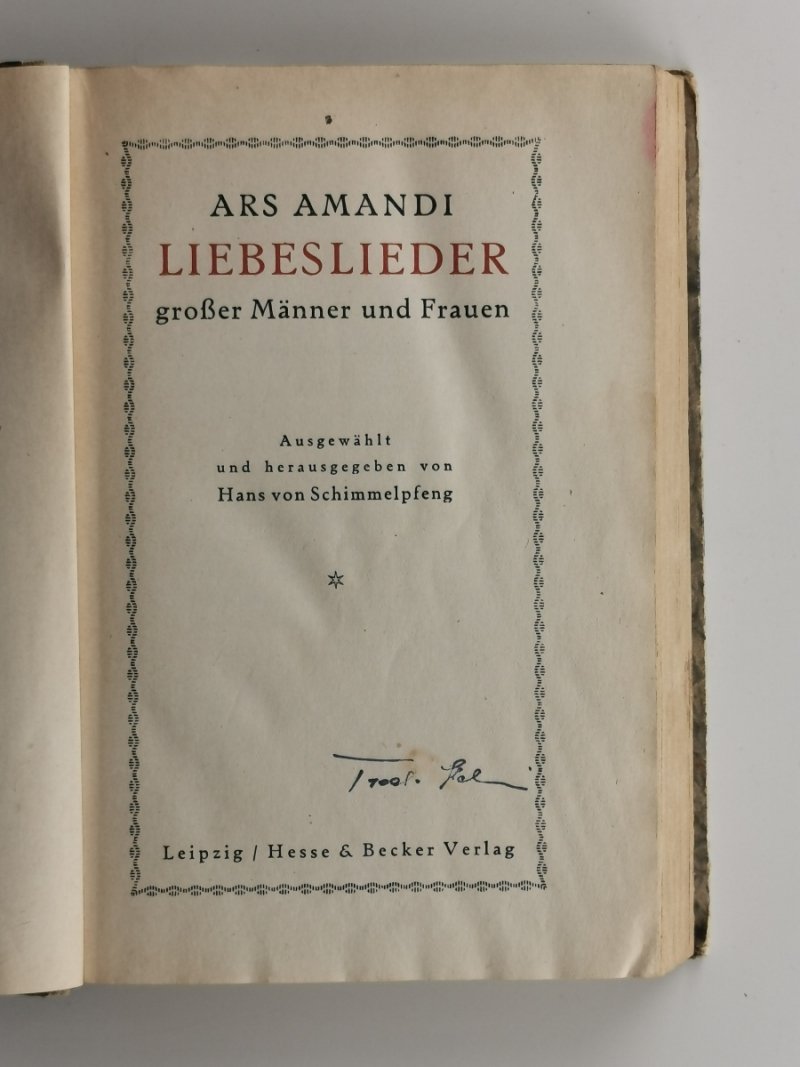 ARS AMANDI
LIEBESLIEDER
großer Männer und Frauen
Ausgewählt
und herausgegeben von
Hans von Schimmelpfeng
Leipzig / Hesse & Becker Verlag